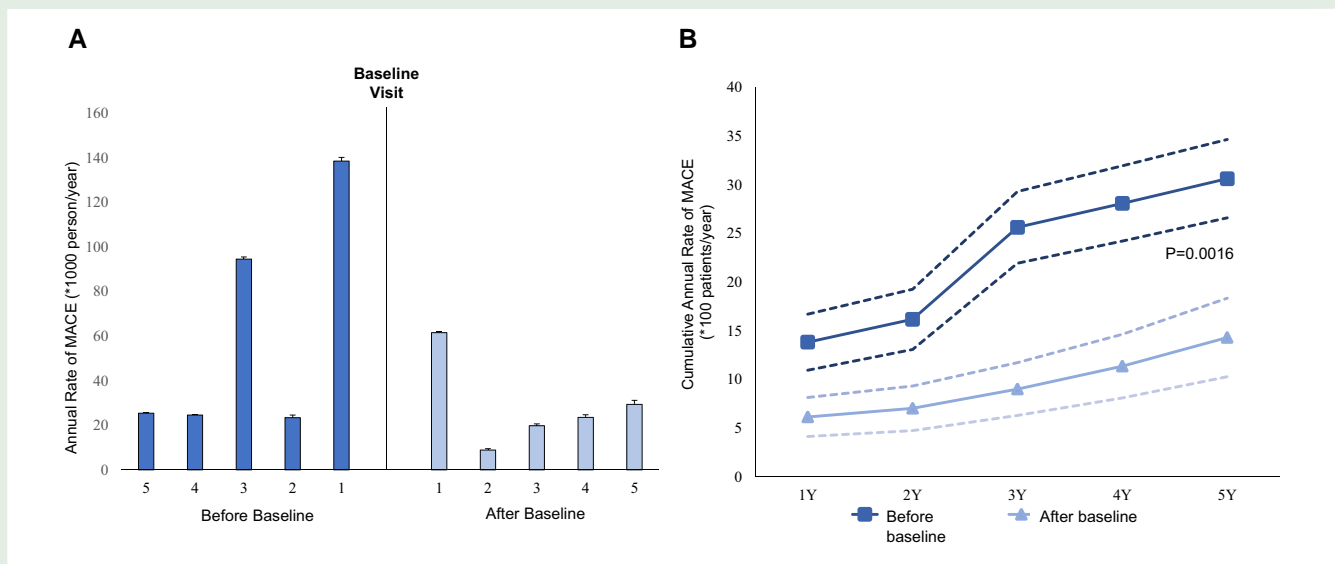 A
Baseline
Visit
Annual Rate of MACE (*1000 person/year)
160
140
120
100
80
60
40
20
0
5 4 3 2 1 1 2 3 4 5
Before Baseline After Baseline
B
Cumulative Annual Rate of MACE
(*100 patients/year)
40
35
30
25
20
15
10
5
0
P=0.0016
1Y 2Y 3Y 4Y 5Y
Before
baseline
After baseline